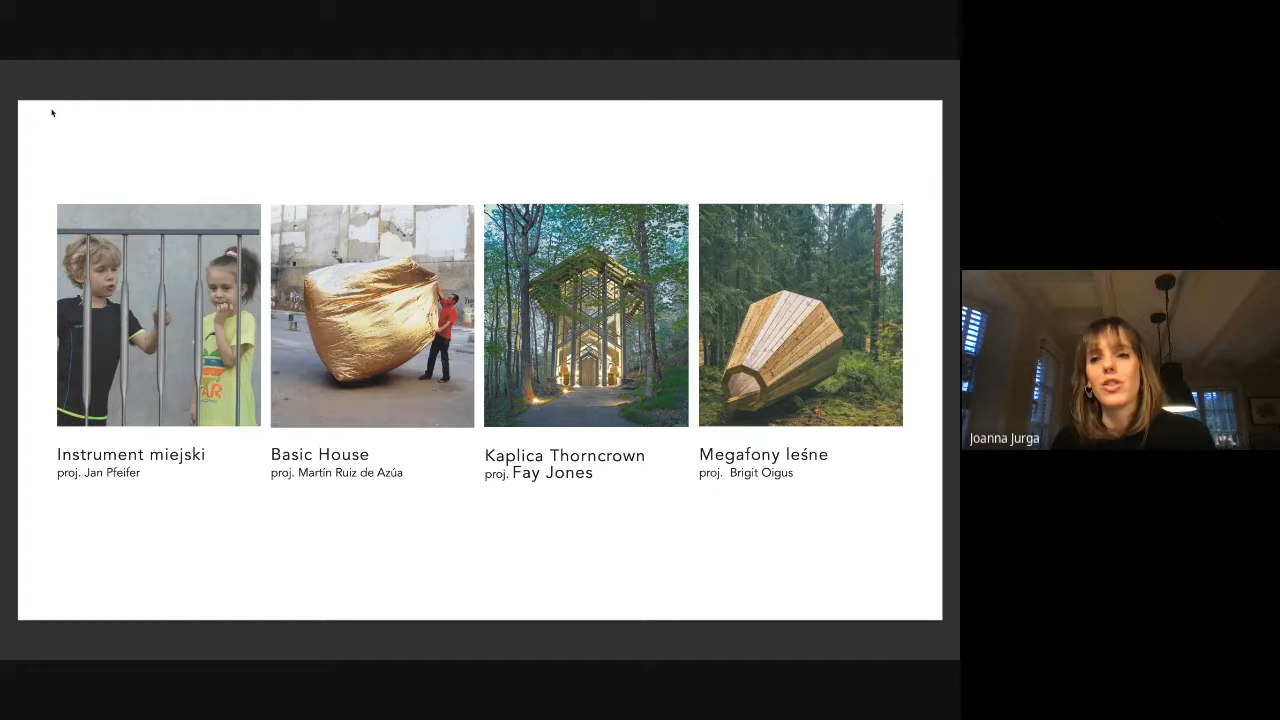 Instrument miejski
proj. Jan Pfeifer
Basic House
proj. Martín Ruiz de Azúa
Kaplica Thorncrown
proj. Fay Jones
Megafony leśne
proj. Brigit Oigus
Joanna Jurga